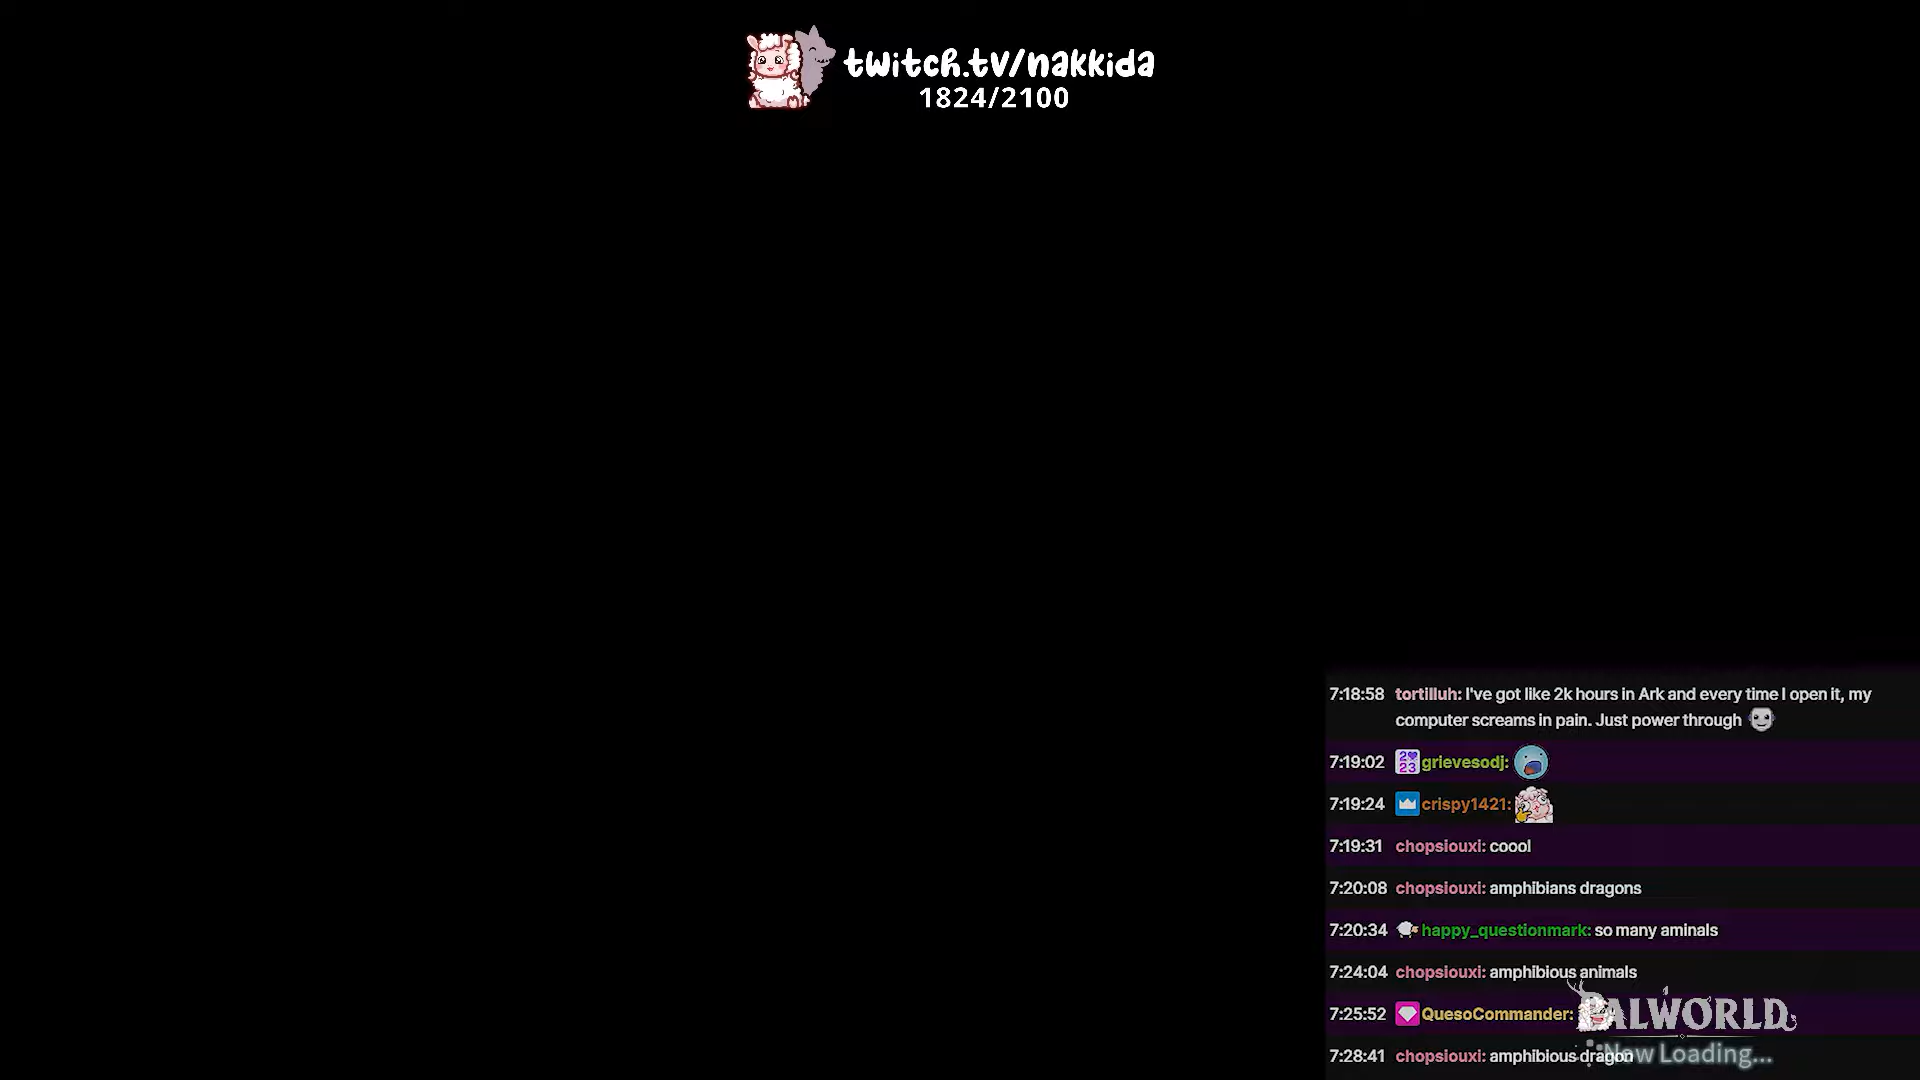 twitch.tv/nakkida
1824/2100
7:18:58 tortilluh: I've got like 2k hours in Ark and every time I open it, my
computer screams in pain. Just power through
7:19:02 grievesodj:
7:19:24 crispy1421:
7:19:31 chopsiouxi: coool
7:20:08 chopsiouxi: amphibians dragons
7:20:34 happy_questionmark: so many aminals
7:24:04 chopsiouxi: amphibious animals
7:25:52 QuesoCommander:
PALWORLD
7:28:41 chopsiouxi: amphibious dragon
Now Loading...